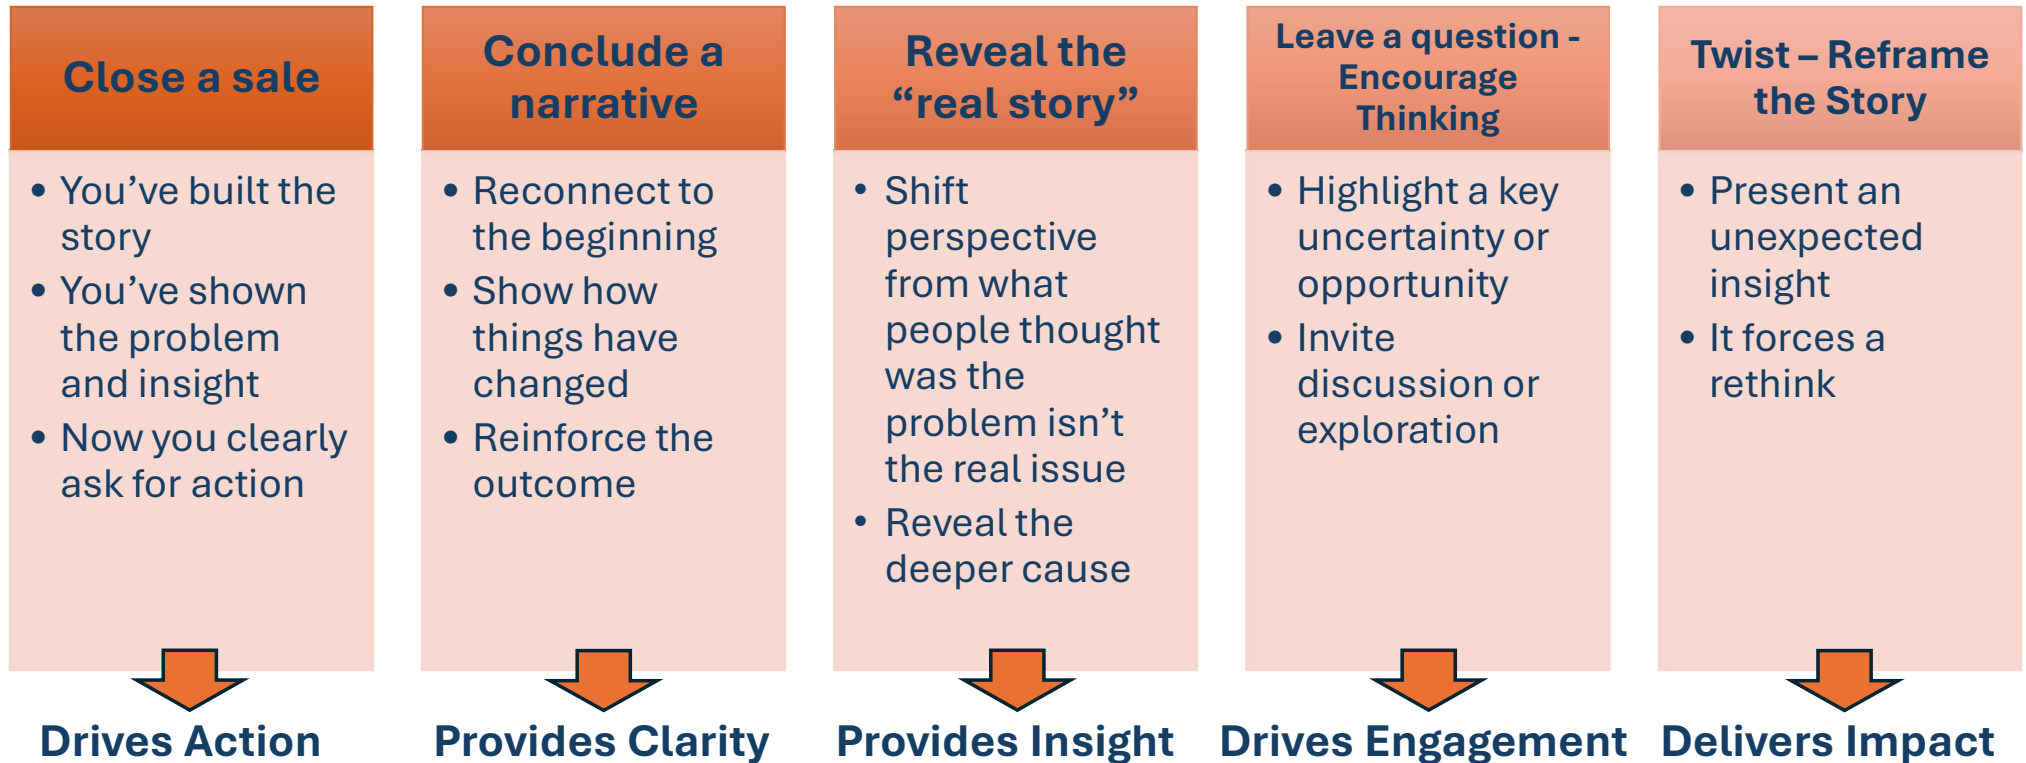 Close a sale
• You’ve built the
story
• You’ve shown
the problem
and insight
• Now you clearly
ask for action
Drives Action
Conclude a
narrative
• Reconnect to
the beginning
• Show how
things have
changed
• Reinforce the
outcome
Provides Clarity
Reveal the
“real story”
• Shift
perspective
from what
people thought
was the
problem isn’t
the real issue
• Reveal the
deeper cause
Provides Insight
Leave a question -
Encourage
Thinking
• Highlight a key
uncertainty or
opportunity
• Invite
discussion or
exploration
Drives Engagement
Twist – Reframe
the Story
• Present an
unexpected
insight
• It forces a
rethink
Delivers Impact